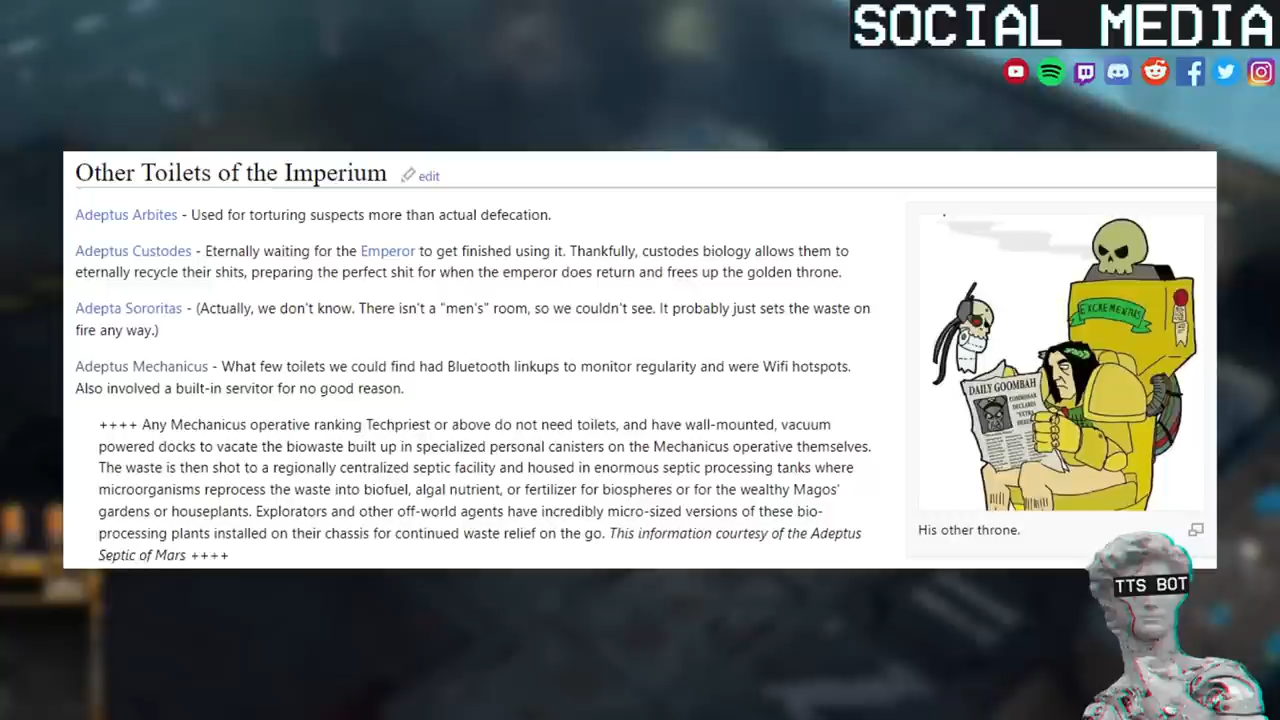 SOCIAL MEDIA
Other Toilets of the Imperium edit
Adeptus Arbites - Used for torturing suspects more than actual defecation.
Adeptus Custodes - Eternally waiting for the Emperor to get finished using it. Thankfully, custodes biology allows them to
eternally recycle their shits, preparing the perfect shit for when the emperor does return and frees up the golden throne.
Adepta Sororitas - (Actually, we don't know. There isn't a "men's" room, so we couldn't see. It probably just sets the waste on
fire any way.)
Adeptus Mechanicus - What few toilets we could find had Bluetooth linkups to monitor regularity and were Wifi hotspots.
Also involved a built-in servitor for no good reason.
++++ Any Mechanicus operative ranking Techpriest or above do not need toilets, and have wall-mounted, vacuum
powered docks to vacate the biowaste built up in specialized personal canisters on the Mechanicus operative themselves.
The waste is then shot to a regionally centralized septic facility and housed in enormous septic processing tanks where
microorganisms reprocess the waste into biofuel, algal nutrient, or fertilizer for biospheres or for the wealthy Magos'
gardens or houseplants. Explorators and other off-world agents have incredibly micro-sized versions of these bio-
processing plants installed on their chassis for continued waste relief on the go. This information courtesy of the Adeptus
Septic of Mars ++++
EXCREMENTUS
DAILY GOOMBAH
COMMISSAR
DECLARES
"EXTRA
His other throne.
TTS BOT